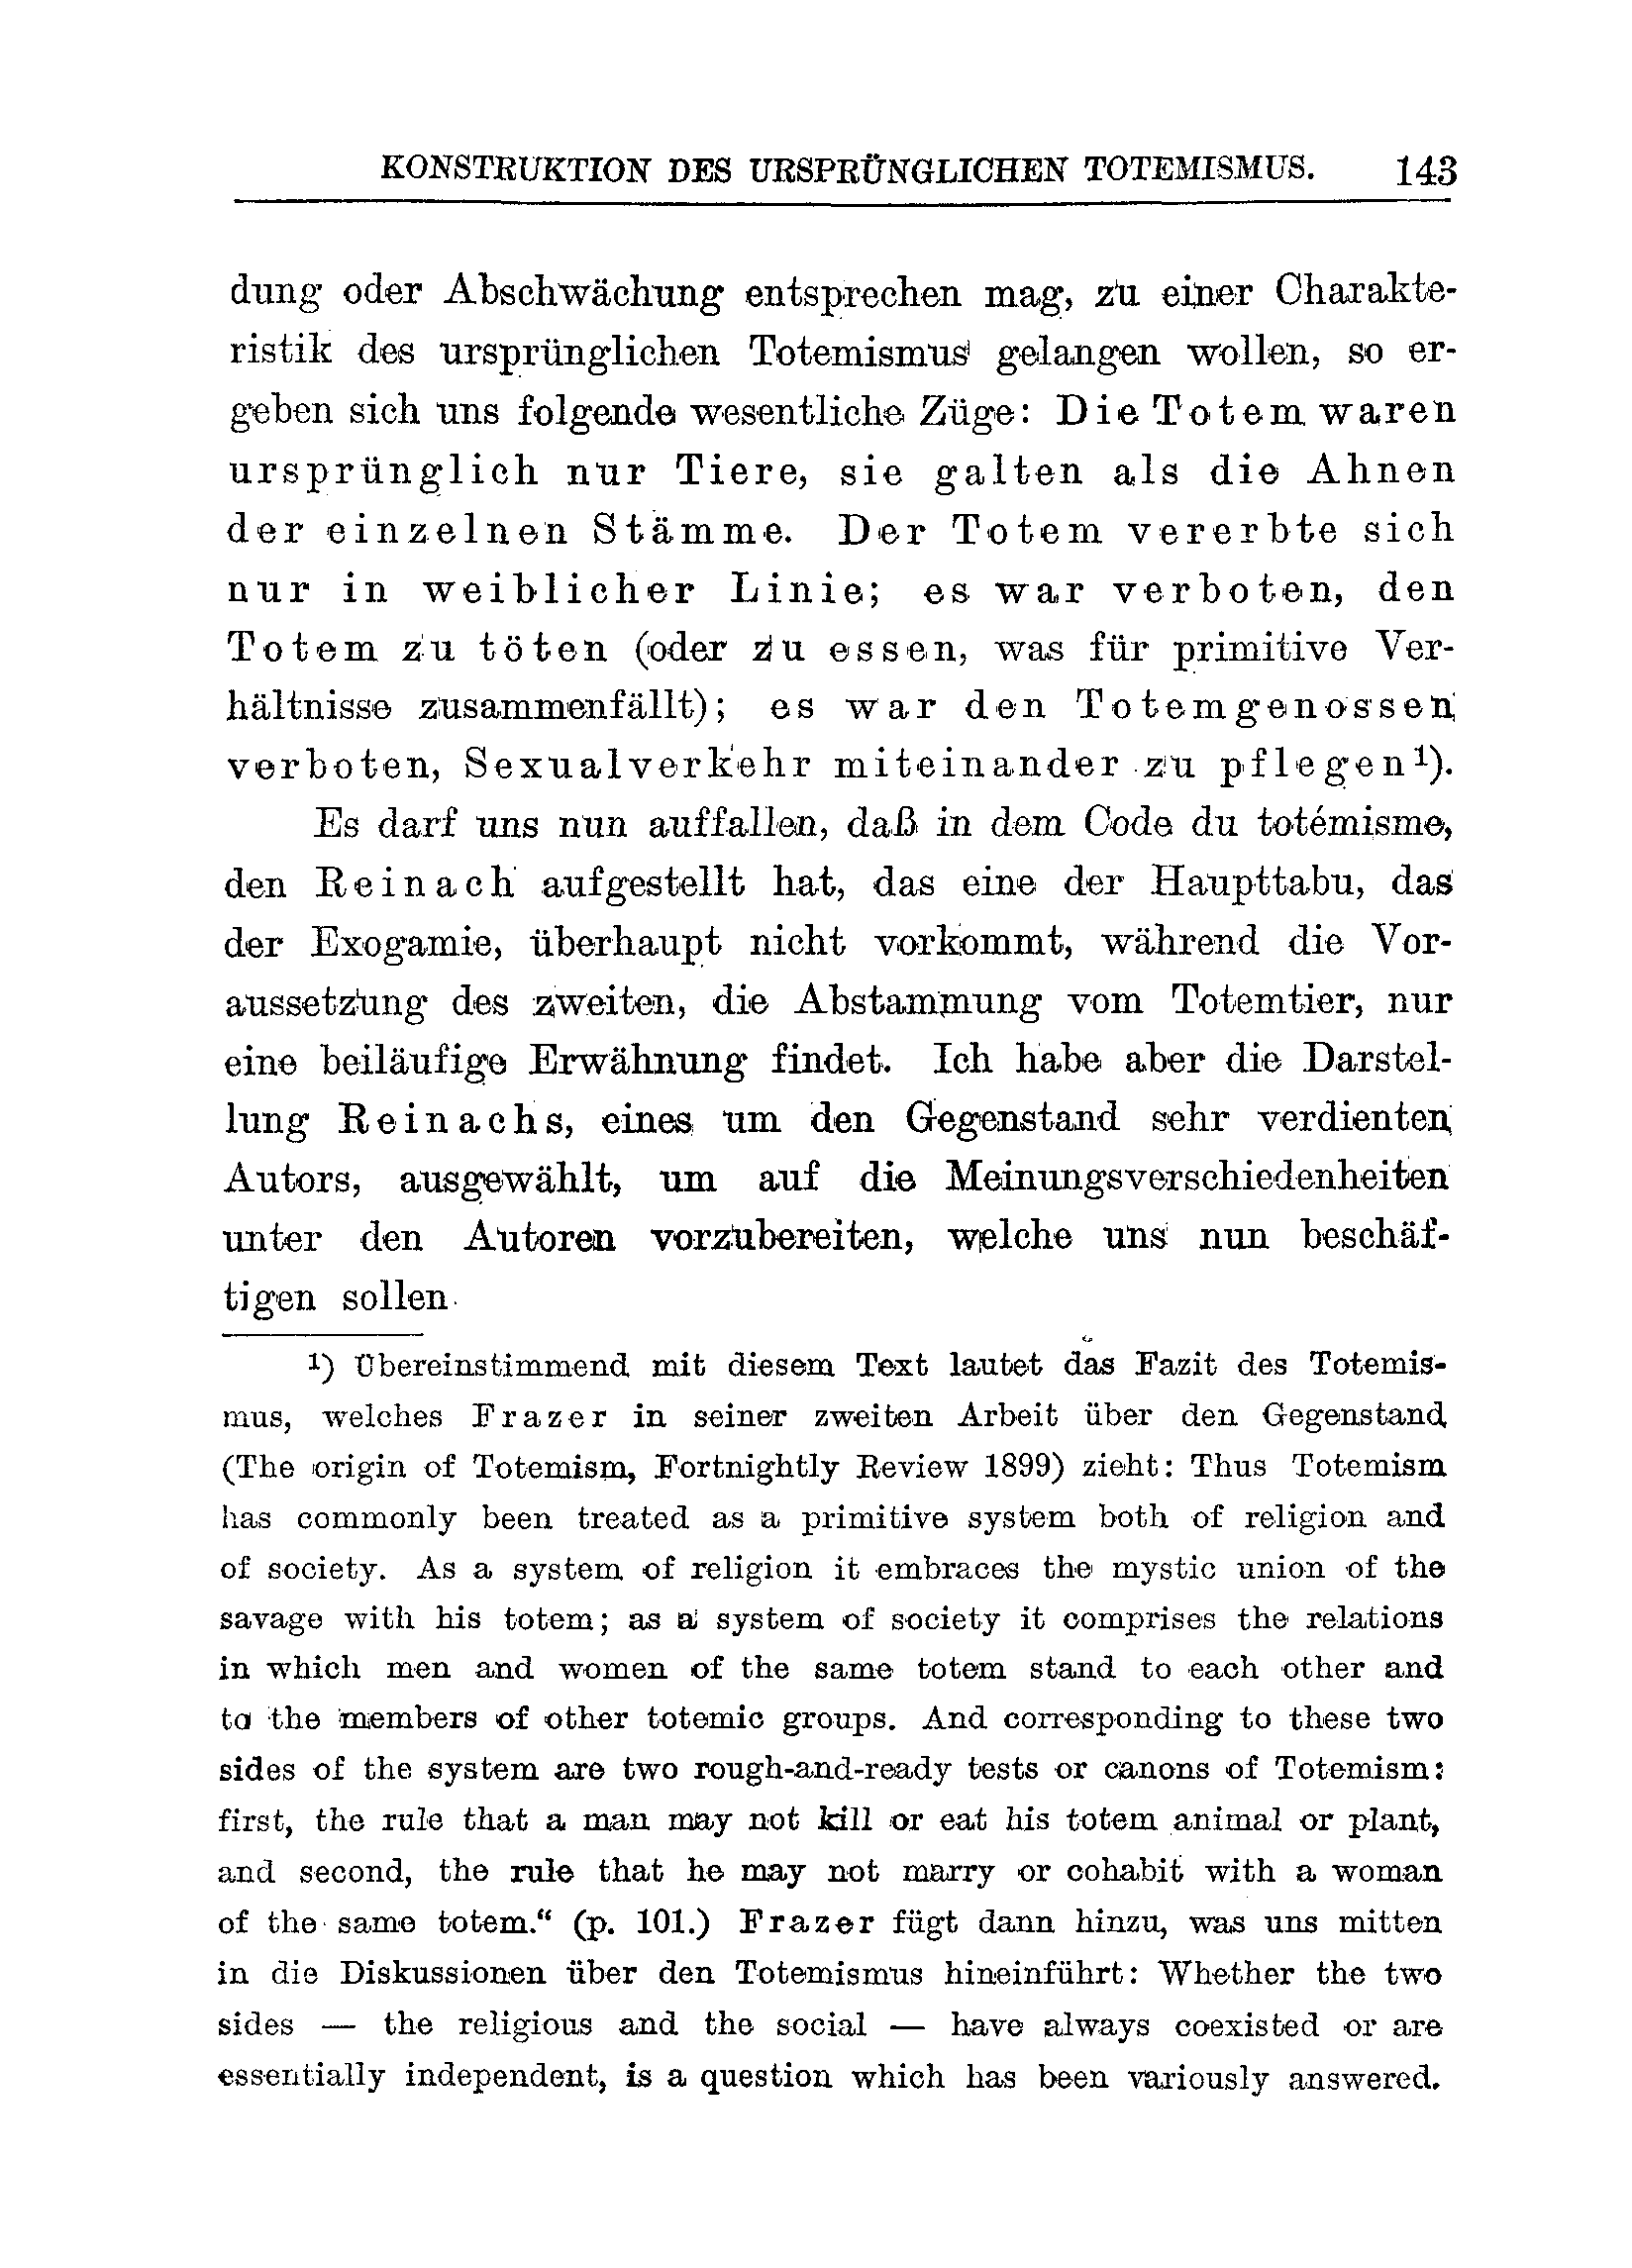 KONSTRUKTION DES URSPRÜNGLICHEN TOTEMISMUS. 143
dung oder Abschwächung entsprechen mag, zu einer Charakte-
ristik des ursprünglichen Totemismus gelangen wollen, so er-
geben sich uns folgende wesentliche Züge: Die Totem waren
ursprünglich nur Tiere, sie galten als die Ahnen
der einzelnen Stämme. Der Totem vererbte sich
nur in weiblicher Linie; es war verboten, den
Totem zu töten (oder zu essen, was für primitive Ver-
hältnisse zusammenfällt); es war den Totemgenossen
verboten, Sexualverkehr miteinander zu pflegen¹).
Es darf uns nun auffallen, daß in dem Code du totémisme,
den Reinach aufgestellt hat, das eine der Haupttabu, das
der Exogamie, überhaupt nicht vorkommt, während die Vor-
aussetzung des zweiten, die Abstammung vom Totemtier, nur
eine beiläufige Erwähnung findet. Ich habe aber die Darstel-
lung Reinachs, eines um den Gegenstand sehr verdienten
Autors, ausgewählt, um auf die Meinungsverschiedenheiten
unter den Autoren vorzubereiten, welche uns nun beschäf-
tigen sollen.
¹) Übereinstimmend mit diesem Text lautet das Fazit des Totemis-
mus, welches Frazer in seiner zweiten Arbeit über den Gegenstand
(The origin of Totemism, Fortnightly Review 1899) zieht: Thus Totemism
has commonly been treated as a primitive system both of religion and
of society. As a system of religion it embraces the mystic union of the
savage with his totem; as a system of society it comprises the relations
in which men and women of the same totem stand to each other and
to the members of other totemic groups. And corresponding to these two
sides of the system are two rough-and-ready tests or canons of Totemism:
first, the rule that a man may not kill or eat his totem animal or plant,
and second, the rule that he may not marry or cohabit with a woman
of the same totem.“ (p. 101.) Frazer fügt dann hinzu, was uns mitten
in die Diskussionen über den Totemismus hineinführt: Whether the two
sides — the religious and the social — have always coexisted or are
essentially independent, is a question which has been variously answered.